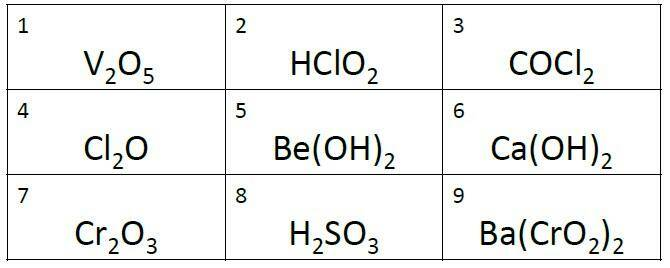 1 2 3
V₂O₅ HClO₂ COCl₂
4 5 6
Cl₂O Be(OH)₂ Ca(OH)₂
7 8 9
Cr₂O₃ H₂SO₃ Ba(CrO₂)₂